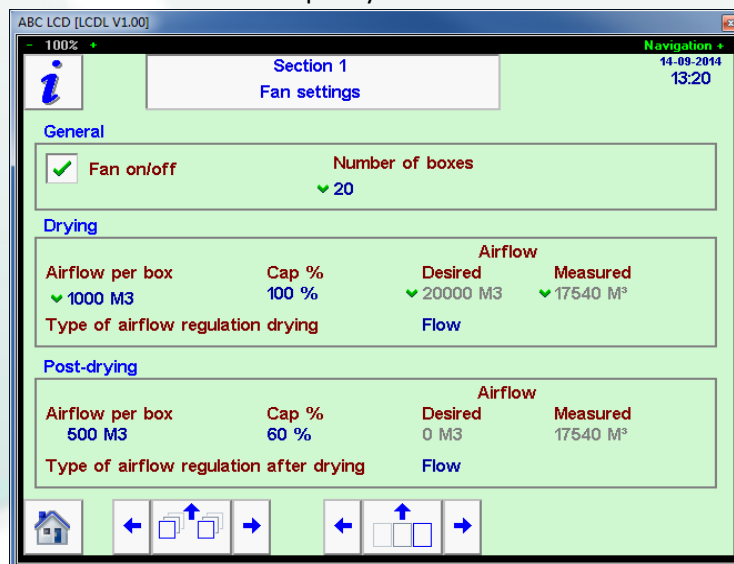 ABC LCD [LCDL V1.00]
- 100% +
Navigation +
Section 1
Fan settings
14-09-2014
13:20
General
Fan on/off
Number of boxes
20
Drying
Airflow
Airflow per box Cap % Desired Measured
1000 M3 100 % 20000 M3 17540 M³
Type of airflow regulation drying Flow
Post-drying
Airflow
Airflow per box Cap % Desired Measured
500 M3 60 % 0 M3 17540 M³
Type of airflow regulation after drying Flow